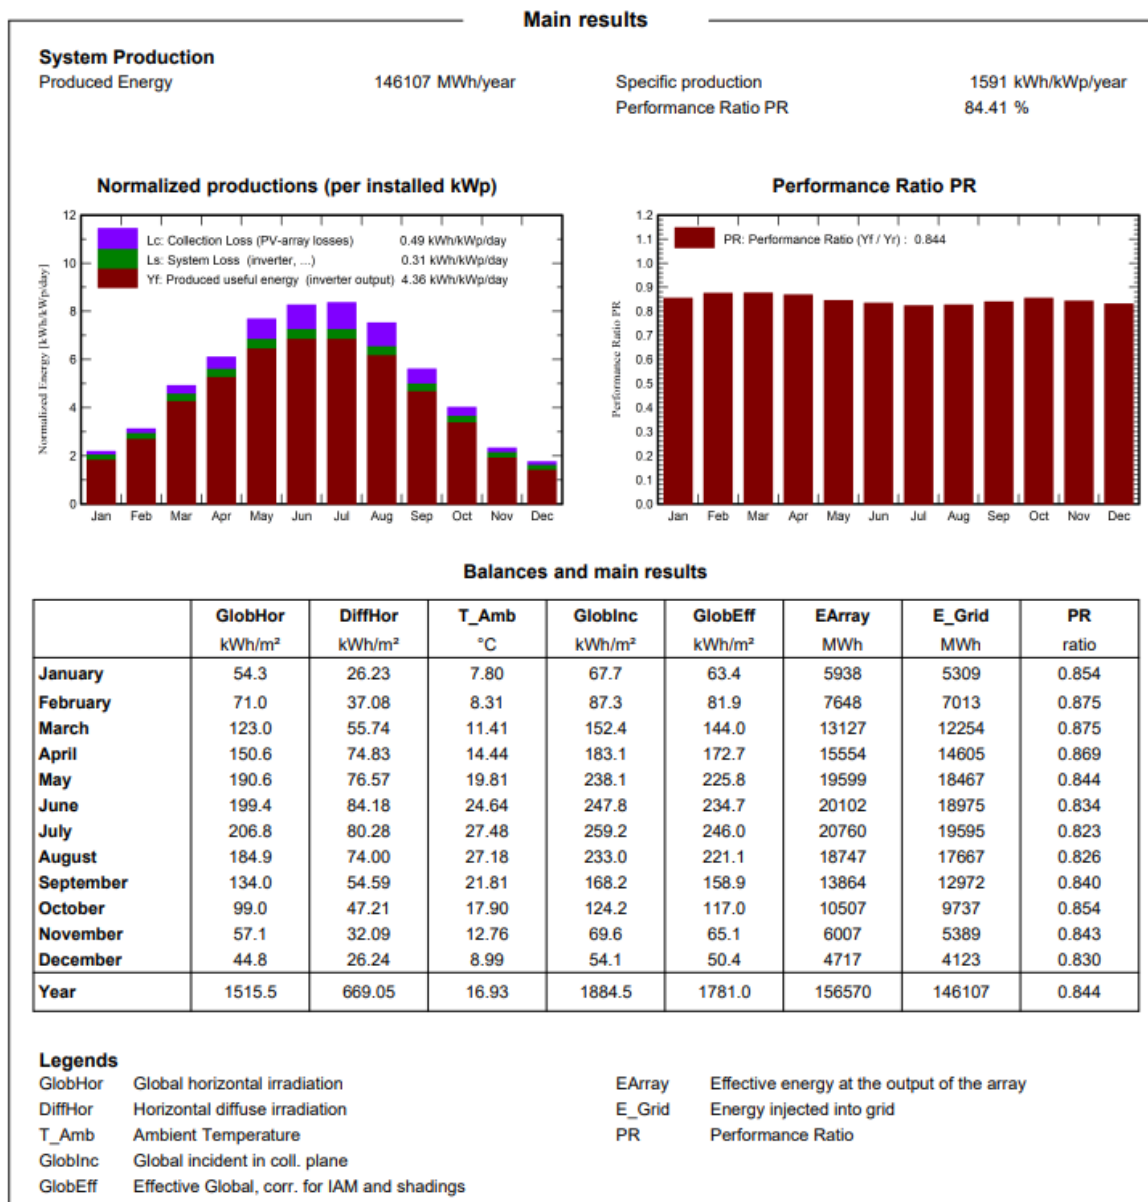 Main results
System Production
Produced Energy 146107 MWh/year Specific production 1591 kWh/kWp/year
Performance Ratio PR 84.41 %
Normalized productions (per installed kWp)
12
10
8
6
4
2
0
Normalized Energy [kWh/kWp/day]
Lc: Collection Loss (PV-array losses) 0.49 kWh/kWp/day
Ls: System Loss (inverter, ...) 0.31 kWh/kWp/day
Yf: Produced useful energy (inverter output) 4.36 kWh/kWp/day
Jan Feb Mar Apr May Jun Jul Aug Sep Oct Nov Dec
Performance Ratio PR
1.2
1.1
1.0
0.9
0.8
0.7
0.6
0.5
0.4
0.3
0.2
0.1
0.0
Performance Ratio PR
PR: Performance Ratio (Yf / Yr) : 0.844
Jan Feb Mar Apr May Jun Jul Aug Sep Oct Nov Dec
Balances and main results
GlobHor DiffHor T_Amb GlobInc GlobEff EArray E_Grid PR
kWh/m² kWh/m² °C kWh/m² kWh/m² MWh MWh ratio
January 54.3 26.23 7.80 67.7 63.4 5938 5309 0.854
February 71.0 37.08 8.31 87.3 81.9 7648 7013 0.875
March 123.0 55.74 11.41 152.4 144.0 13127 12254 0.875
April 150.6 74.83 14.44 183.1 172.7 15554 14605 0.869
May 190.6 76.57 19.81 238.1 225.8 19599 18467 0.844
June 199.4 84.18 24.64 247.8 234.7 20102 18975 0.834
July 206.8 80.28 27.48 259.2 246.0 20760 19595 0.823
August 184.9 74.00 27.18 233.0 221.1 18747 17667 0.826
September 134.0 54.59 21.81 168.2 158.9 13864 12972 0.840
October 99.0 47.21 17.90 124.2 117.0 10507 9737 0.854
November 57.1 32.09 12.76 69.6 65.1 6007 5389 0.843
December 44.8 26.24 8.99 54.1 50.4 4717 4123 0.830
Year 1515.5 669.05 16.93 1884.5 1781.0 156570 146107 0.844
Legends
GlobHor Global horizontal irradiation
DiffHor Horizontal diffuse irradiation
T_Amb Ambient Temperature
GlobInc Global incident in coll. plane
GlobEff Effective Global, corr. for IAM and shadings
EArray Effective energy at the output of the array
E_Grid Energy injected into grid
PR Performance Ratio